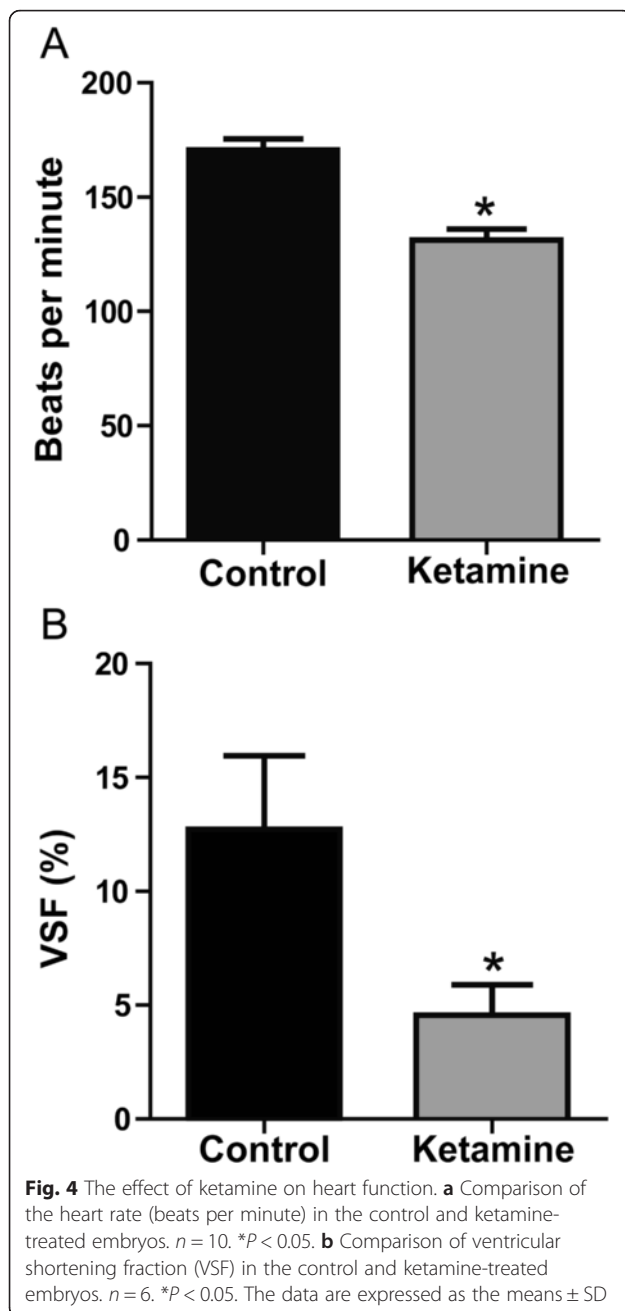 A
200
150
100
50
0
Beats per minute
*
Control Ketamine
B
20
15
10
5
0
VSF (%)
*
Control Ketamine
Fig. 4 The effect of ketamine on heart function. a Comparison of
the heart rate (beats per minute) in the control and ketamine-
treated embryos. n = 10. *P < 0.05. b Comparison of ventricular
shortening fraction (VSF) in the control and ketamine-treated
embryos. n = 6. *P < 0.05. The data are expressed as the means ± SD